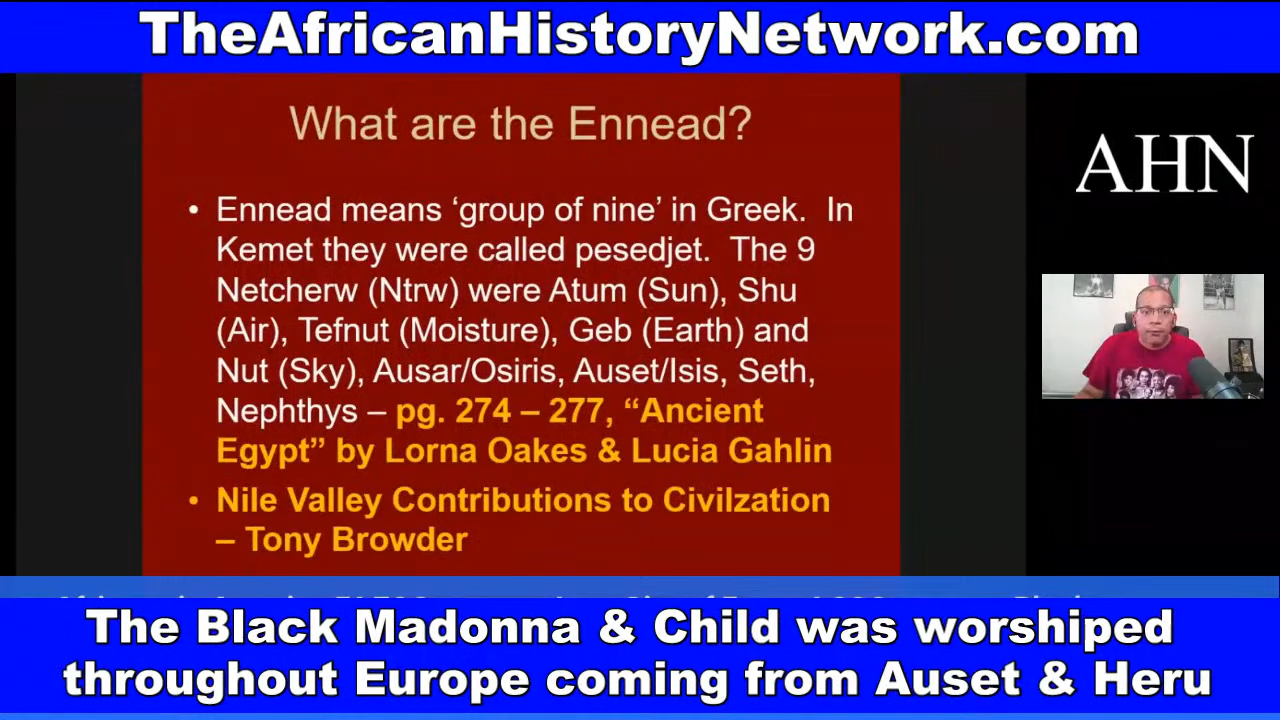 TheAfricanHistoryNetwork.com
What are the Ennead?
AHN
• Ennead means ‘group of nine’ in Greek. In
Kemet they were called pesedjet. The 9
Netcherw (Ntrw) were Atum (Sun), Shu
(Air), Tefnut (Moisture), Geb (Earth) and
Nut (Sky), Ausar/Osiris, Auset/Isis, Seth,
Nephthys – pg. 274 – 277, “Ancient
Egypt” by Lorna Oakes & Lucia Gahlin
• Nile Valley Contributions to Civilzation
– Tony Browder
The Black Madonna & Child was worshiped
throughout Europe coming from Auset & Heru